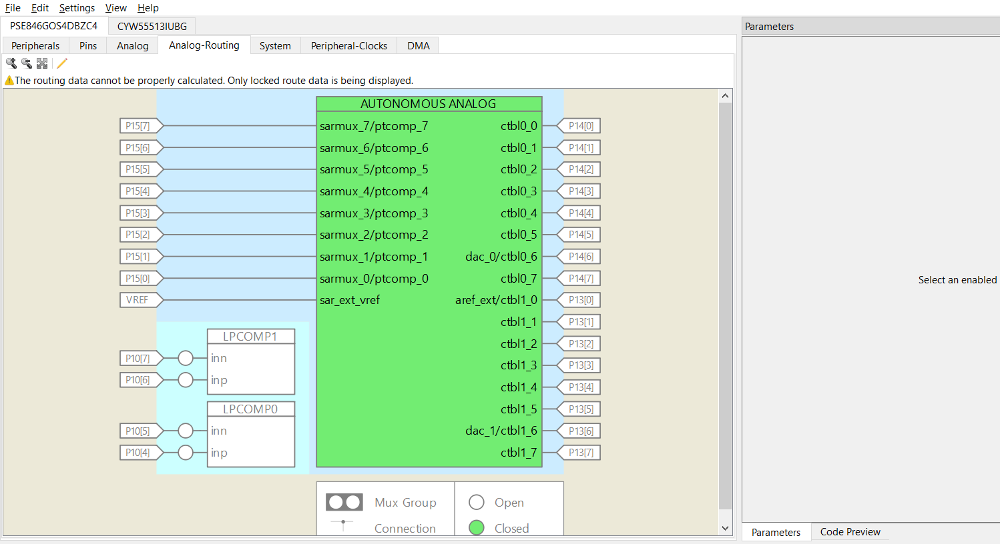 File Edit Settings View Help
PSE846GOS4DBZC4 CYW55513IUBG
Peripherals Pins Analog Analog-Routing System Peripheral-Clocks DMA
The routing data cannot be properly calculated. Only locked route data is being displayed.
AUTONOMOUS ANALOG
P15[7] sarmux_7/ptcomp_7 ctbl0_0 P14[0]
P15[6] sarmux_6/ptcomp_6 ctbl0_1 P14[1]
P15[5] sarmux_5/ptcomp_5 ctbl0_2 P14[2]
P15[4] sarmux_4/ptcomp_4 ctbl0_3 P14[3]
P15[3] sarmux_3/ptcomp_3 ctbl0_4 P14[4]
P15[2] sarmux_2/ptcomp_2 ctbl0_5 P14[5]
P15[1] sarmux_1/ptcomp_1 dac_0/ctbl0_6 P14[6]
P15[0] sarmux_0/ptcomp_0 ctbl0_7 P14[7]
VREF sar_ext_vref aref_ext/ctbl1_0 P13[0]
ctbl1_1 P13[1]
LPCOMP1
ctbl1_2 P13[2]
P10[7] inn ctbl1_3 P13[3]
P10[6] inp ctbl1_4 P13[4]
LPCOMP0 ctbl1_5 P13[5]
P10[5] inn dac_1/ctbl1_6 P13[6]
P10[4] inp ctbl1_7 P13[7]
Mux Group Open
Connection Closed
Parameters
Select an enabled
Parameters Code Preview